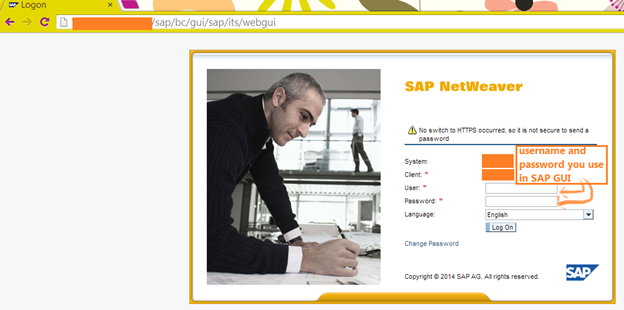 Logon
/sap/bc/gui/sap/its/webgui
SAP NetWeaver
No switch to HTTPS occurred, so it is not secure to send a
password
System:
Client: *
User: *
Password: *
Language:
English
Log On
Change Password
username and
password you use
in SAP GUI
Copyright © 2014 SAP AG. All rights reserved.
SAP